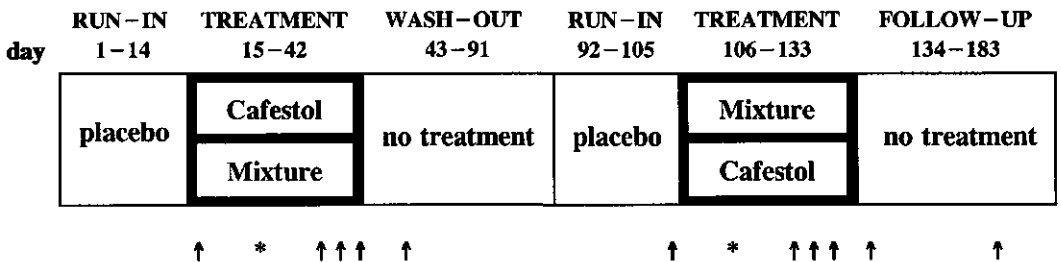 RUN-IN TREATMENT WASH-OUT RUN-IN TREATMENT FOLLOW-UP
day 1-14 15-42 43-91 92-105 106-133 134-183
Cafestol Mixture
placebo no treatment placebo no treatment
Mixture Cafestol
* *